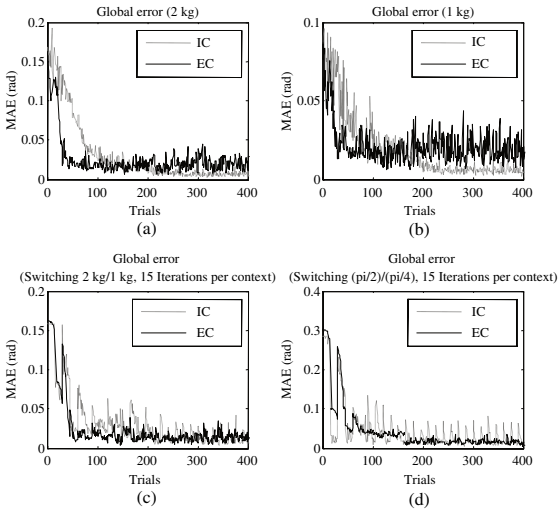 Global error (2 kg)
MAE (rad)
0.2
0.15
0.1
0.05
0
IC
EC
0 100 200 300 400
Trials
(a)
Global error (1 kg)
MAE (rad)
0.1
0.05
0
IC
EC
0 100 200 300 400
Trials
(b)
Global error
(Switching 2 kg/1 kg, 15 Iterations per context)
MAE (rad)
0.2
0.15
0.1
0.05
0
IC
EC
0 100 200 300 400
Trials
(c)
Global error
(Switching (pi/2)/(pi/4), 15 Iterations per context)
MAE (rad)
0.4
0.3
0.2
0.1
0
IC
EC
0 100 200 300 400
Trials
(d)